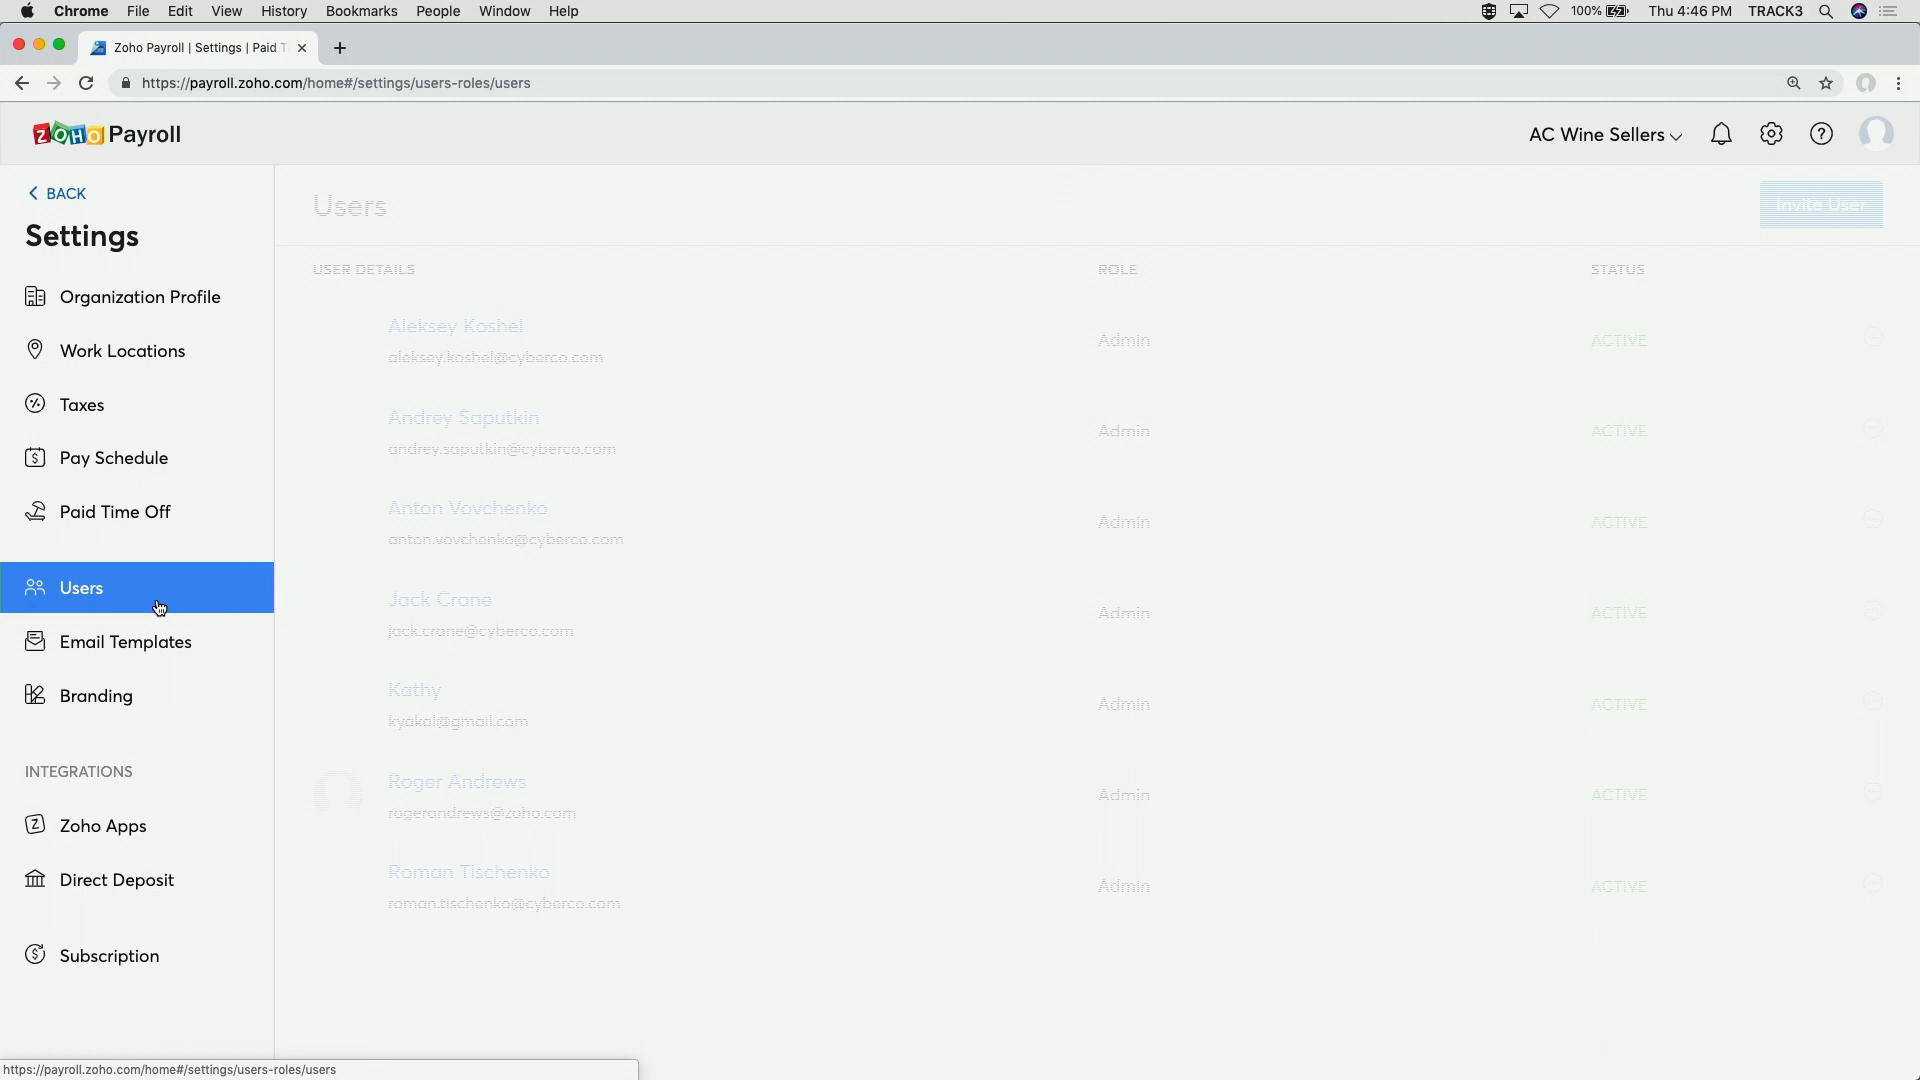 Chrome File Edit View History Bookmarks People Window Help 100% Thu 4:46 PM TRACK3
Zoho Payroll | Settings | Paid T
https://payroll.zoho.com/home#/settings/users-roles/users
ZOHO Payroll
AC Wine Sellers
BACK
Settings
Organization Profile
Work Locations
Taxes
Pay Schedule
Paid Time Off
Users
Email Templates
Branding
INTEGRATIONS
Zoho Apps
Direct Deposit
Subscription
Users
Invite User
USER DETAILS ROLE STATUS
Aleksey Koshel
aleksey.koshel@cyberco.com
Admin ACTIVE
Andrey Saputkin
andrey.saputkin@cyberco.com
Admin ACTIVE
Anton Vovchenko
anton.vovchenko@cyberco.com
Admin ACTIVE
Jack Crane
jack.crane@cyberco.com
Admin ACTIVE
Kathy
kyakal@gmail.com
Admin ACTIVE
Roger Andrews
rogerandrews@zoho.com
Admin ACTIVE
Roman Tischenko
roman.tischenko@cyberco.com
Admin ACTIVE
https://payroll.zoho.com/home#/settings/users-roles/users